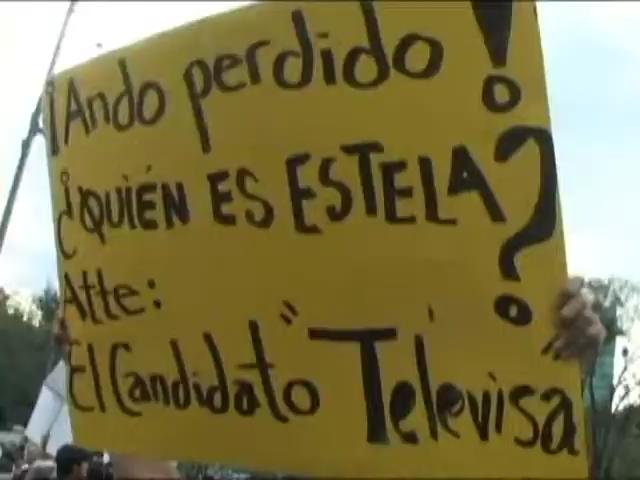 ¡Ando perdido!
¿QUIÉN ES ESTELA?
Atte:
El Candidato "Televisa